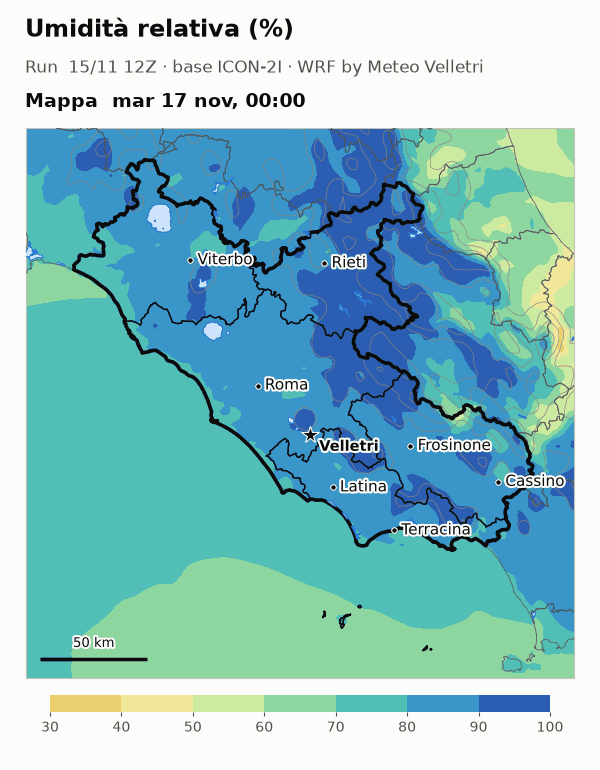 Umidità relativa (%)
Run  15/11 12Z · base ICON-2I · WRF by Meteo Velletri
Mappa  mar 17 nov, 00:00
Viterbo
Rieti
Roma
Velletri
Frosinone
Cassino
Latina
Terracina
50 km
30 40 50 60 70 80 90 100